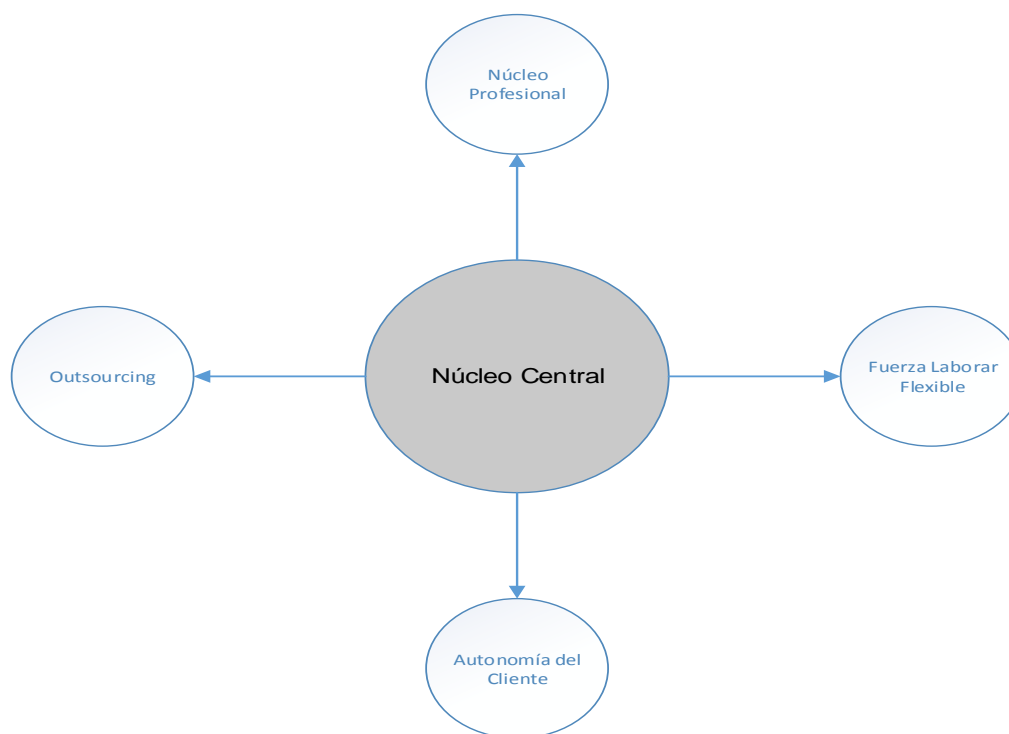 Núcleo
Profesional
Outsourcing
Núcleo Central
Fuerza Laborar
Flexible
Autonomía del
Cliente